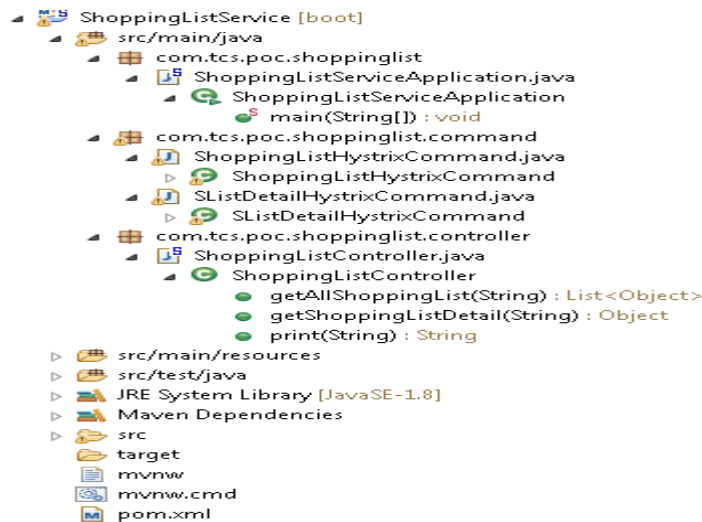 ShoppingListService [boot]
src/main/java
com.tcs.poc.shoppinglist
ShoppingListServiceApplication.java
ShoppingListServiceApplication
main(String[]) : void
com.tcs.poc.shoppinglist.command
ShoppingListHystrixCommand.java
ShoppingListHystrixCommand
SListDetailHystrixCommand.java
SListDetailHystrixCommand
com.tcs.poc.shoppinglist.controller
ShoppingListController.java
ShoppingListController
getAllShoppingList(String) : List<Object>
getShoppingListDetail(String) : Object
print(String) : String
src/main/resources
src/test/java
JRE System Library [JavaSE-1.8]
Maven Dependencies
src
target
mvnw
mvnw.cmd
pom.xml